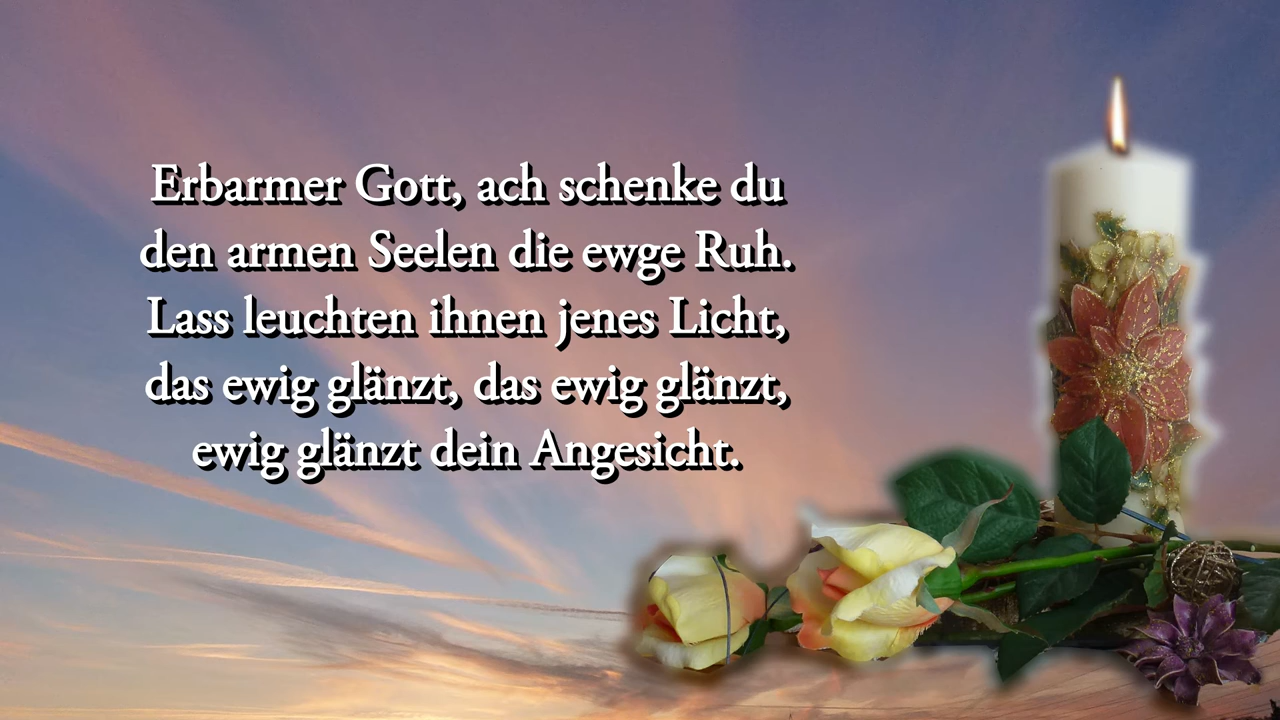 Erbarmer Gott, ach schenke du
den armen Seelen die ewge Ruh.
Lass leuchten ihnen jenes Licht,
das ewig glänzt, das ewig glänzt,
ewig glänzt dein Angesicht.